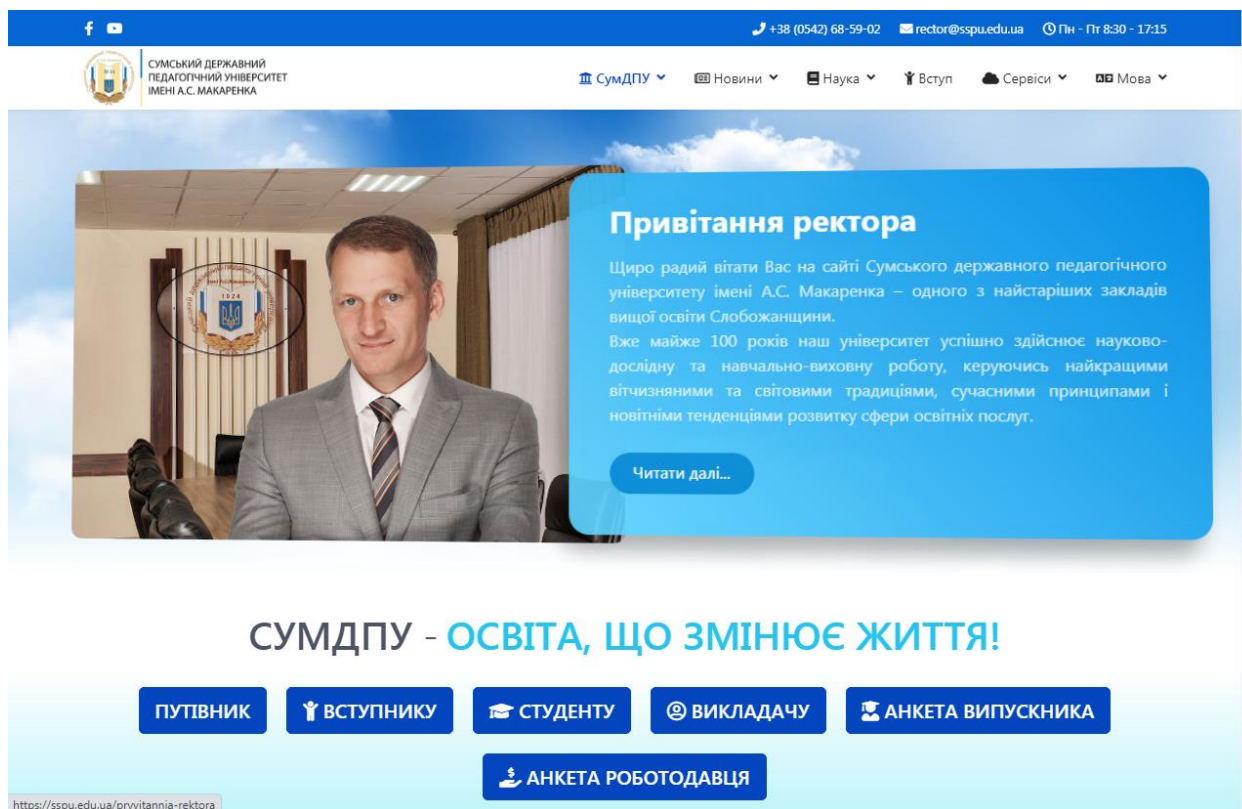 +38 (0542) 68-59-02 rector@sspu.edu.ua Пн - Пт 8:30 - 17:15
СУМСЬКИЙ ДЕРЖАВНИЙ
ПЕДАГОГІЧНИЙ УНІВЕРСИТЕТ
ІМЕНІ А.С. МАКАРЕНКА
СумДПУ Новини Наука Вступ Сервіси Мова
1924
Привітання ректора
Щиро радий вітати Вас на сайті Сумського державного педагогічного
університету імені А.С. Макаренка – одного з найстаріших закладів
вищої освіти Слобожанщини.
Вже майже 100 років наш університет успішно здійснює науково-
дослідну та навчально-виховну роботу, керуючись найкращими
вітчизняними та світовими традиціями, сучасними принципами і
новітніми тенденціями розвитку сфери освітніх послуг.
Читати далі...
СУМДПУ - ОСВІТА, ЩО ЗМІНЮЄ ЖИТТЯ!
ПУТІВНИК ВСТУПНИКУ СТУДЕНТУ ВИКЛАДАЧУ АНКЕТА ВИПУСКНИКА
АНКЕТА РОБОТОДАВЦЯ
https://sspu.edu.ua/pryvitannia-rektora